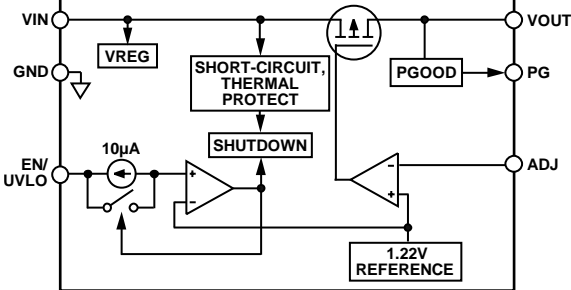 VIN
VOUT
VREG
GND
SHORT-CIRCUIT,
THERMAL
PROTECT
PGOOD
PG
SHUTDOWN
10µA
EN/
UVLO
+
−
−
+
ADJ
1.22V
REFERENCE